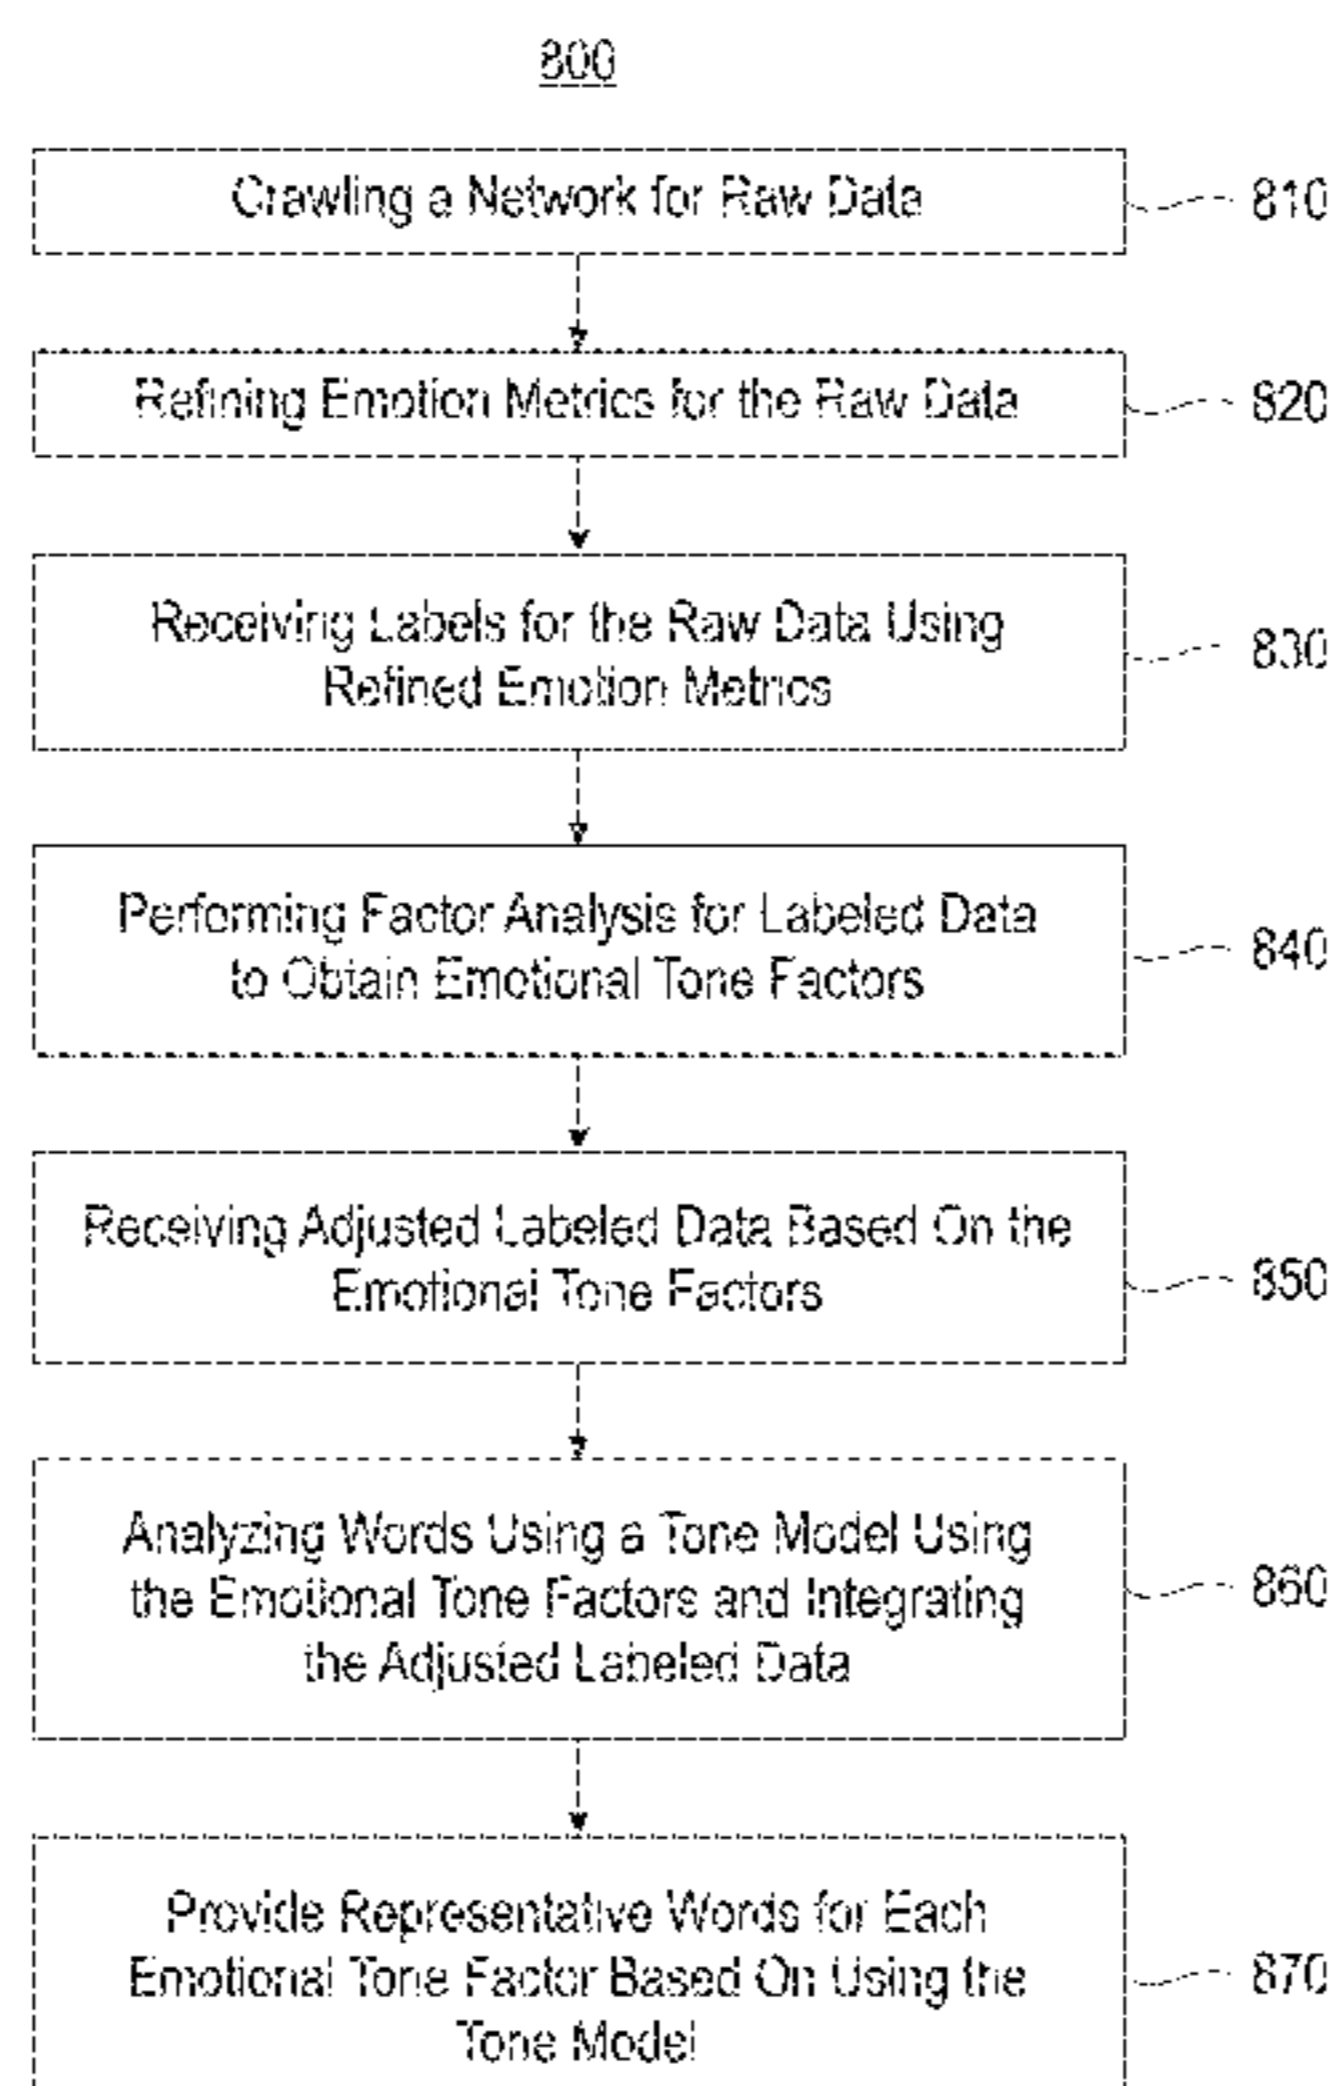 800
Crawling a Network for Raw Data
810
Refining Emotion Metrics for the Raw Data
820
Receiving Labels for the Raw Data Using
Refined Emotion Metrics
830
Performing Factor Analysis for Labeled Data
to Obtain Emotional Tone Factors
840
Receiving Adjusted Labeled Data Based On the
Emotional Tone Factors
850
Analyzing Words Using a Tone Model Using
the Emotional Tone Factors and Integrating
the Adjusted Labeled Data
860
Provide Representative Words for Each
Emotional Tone Factor Based On Using the
Tone Model
870